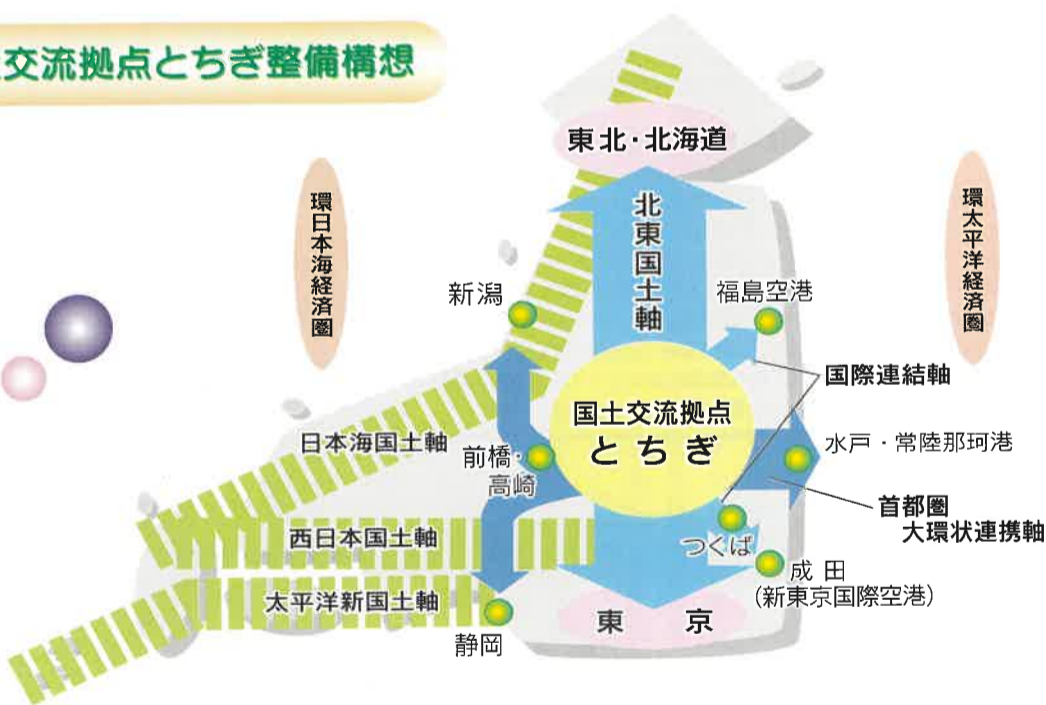 交流拠点とちぎ整備構想
東北・北海道
環日本海経済圏
北東国土軸
環太平洋経済圏
新潟
福島空港
国際連結軸
国土交流拠点
とちぎ
日本海国土軸
前橋・
高崎
水戸・常陸那珂港
首都圏
大環状連携軸
西日本国土軸
つくば
成田
(新東京国際空港)
太平洋新国土軸
東京
静岡